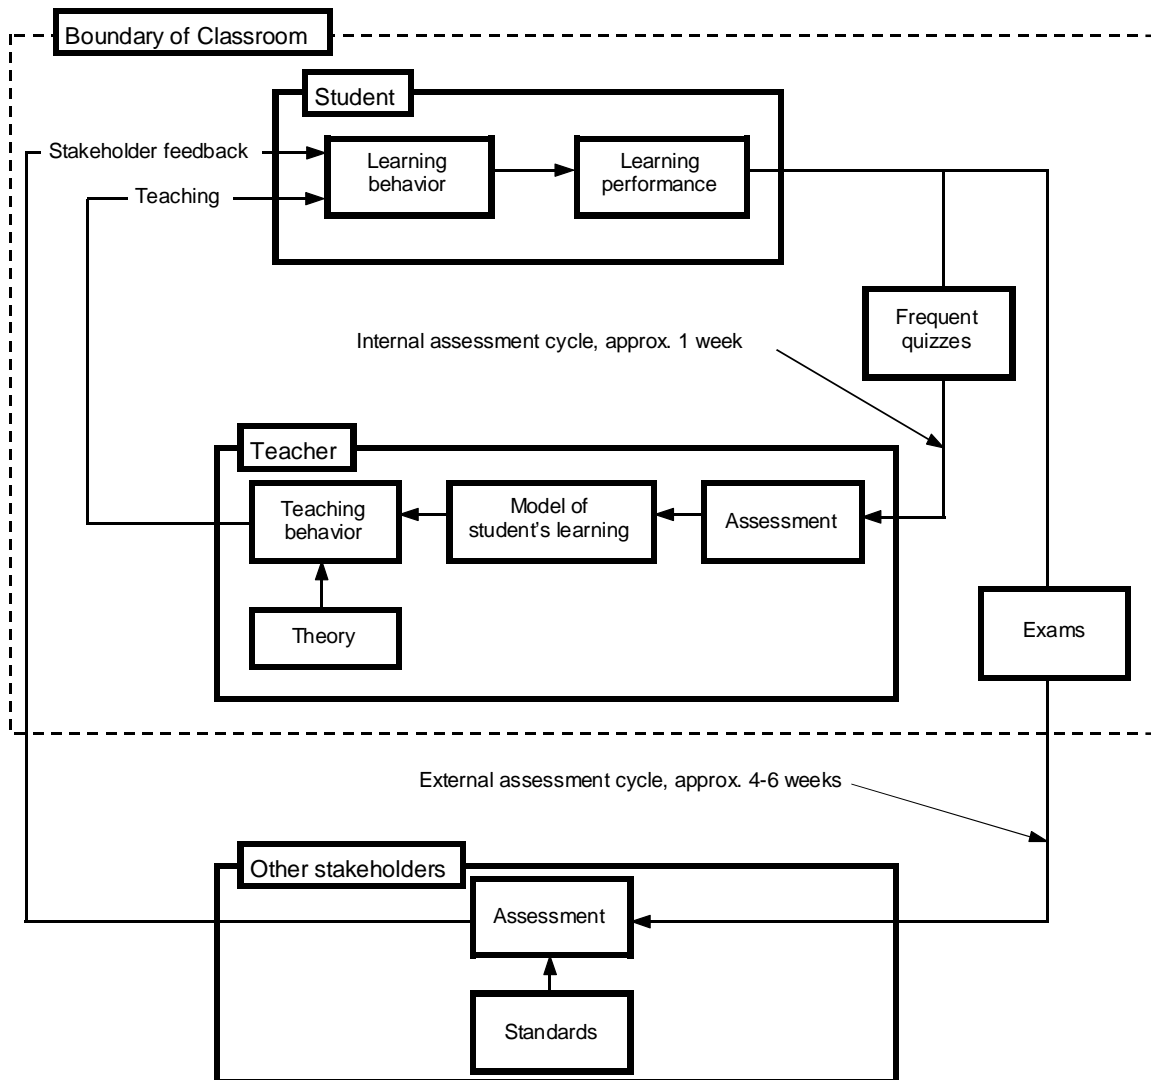 Boundary of Classroom
Student
Stakeholder feedback
Learning
behavior
Learning
performance
Teaching
Frequent
quizzes
Internal assessment cycle, approx. 1 week
Teacher
Teaching
behavior
Model of
student’s learning
Assessment
Theory
Exams
External assessment cycle, approx. 4-6 weeks
Other stakeholders
Assessment
Standards